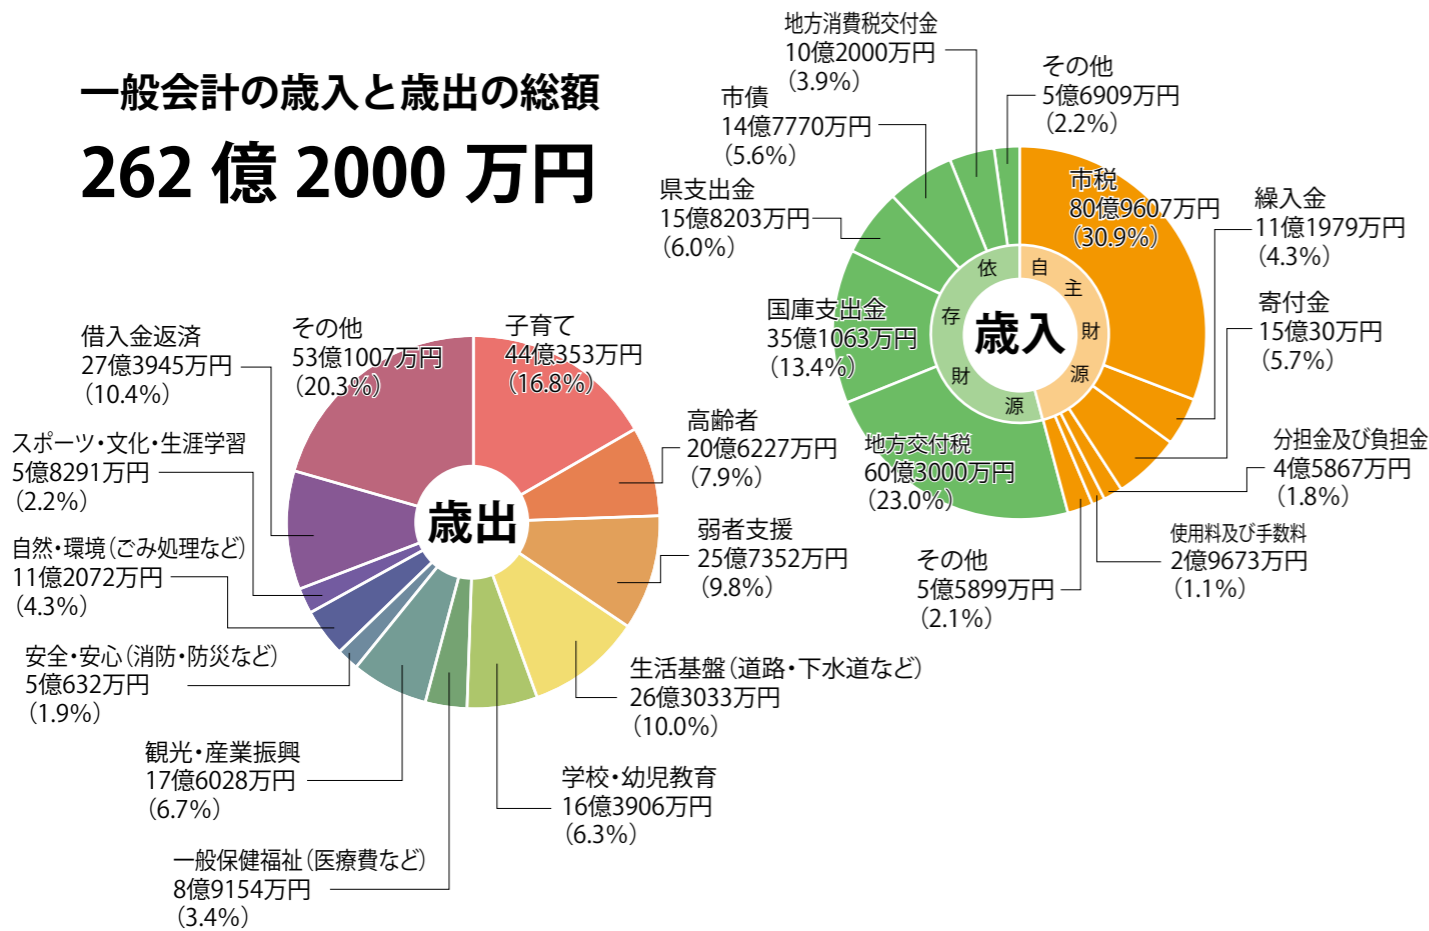 一般会計の歳入と歳出の総額
262 億 2000 万円
地方消費税交付金
10億2000万円
（3.9%）
その他
5億6909万円
（2.2%）
市債
14億7770万円
（5.6%）
県支出金
15億8203万円
（6.0%）
国庫支出金
35億1063万円
（13.4%）
地方交付税
60億3000万円
（23.0%）
市税
80億9607万円
（30.9%）
繰入金
11億1979万円
（4.3%）
寄付金
15億30万円
（5.7%）
分担金及び負担金
4億5867万円
（1.8%）
使用料及び手数料
2億9673万円
（1.1%）
その他
5億5899万円
（2.1%）
自主財源
依存財源
歳入
子育て
44億353万円
（16.8%）
高齢者
20億6227万円
（7.9%）
弱者支援
25億7352万円
（9.8%）
生活基盤（道路・下水道など）
26億3033万円
（10.0%）
学校・幼児教育
16億3906万円
（6.3%）
一般保健福祉（医療費など）
8億9154万円
（3.4%）
観光・産業振興
17億6028万円
（6.7%）
安全・安心（消防・防災など）
5億632万円
（1.9%）
自然・環境（ごみ処理など）
11億2072万円
（4.3%）
スポーツ・文化・生涯学習
5億8291万円
（2.2%）
借入金返済
27億3945万円
（10.4%）
その他
53億1007万円
（20.3%）
歳出